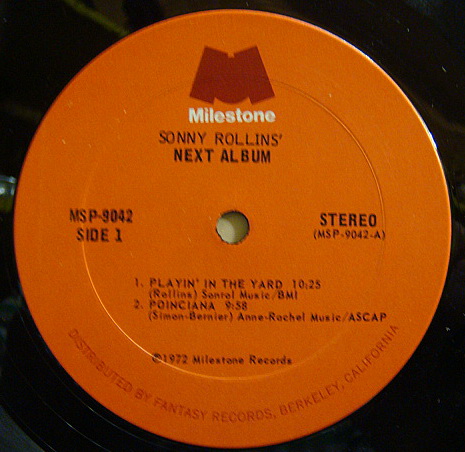 Milestone
SONNY ROLLINS'
NEXT ALBUM
MSP-9042
SIDE 1
STEREO
(MSP-9042-A)
1. PLAYIN' IN THE YARD 10:25
(Rollins) Sonrol Music/BMI
2. POINCIANA 9:58
(Simon-Bernier) Anne-Rachel Music/ASCAP
©1972 Milestone Records
DISTRIBUTED BY FANTASY RECORDS, BERKELEY, CALIFORNIA